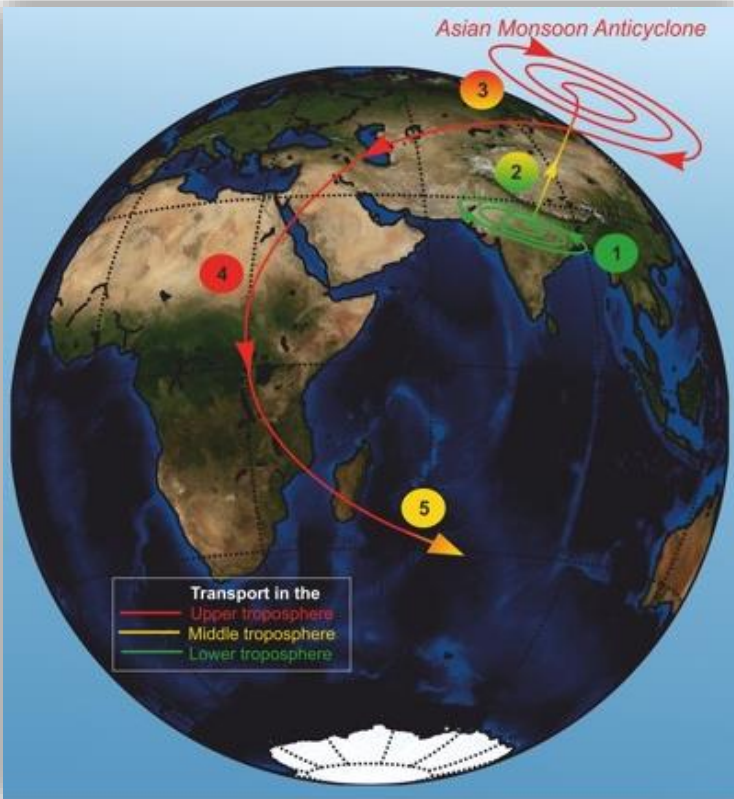 Asian Monsoon Anticyclone
3
2
1
4
5
Transport in the
Upper troposphere
Middle troposphere
Lower troposphere